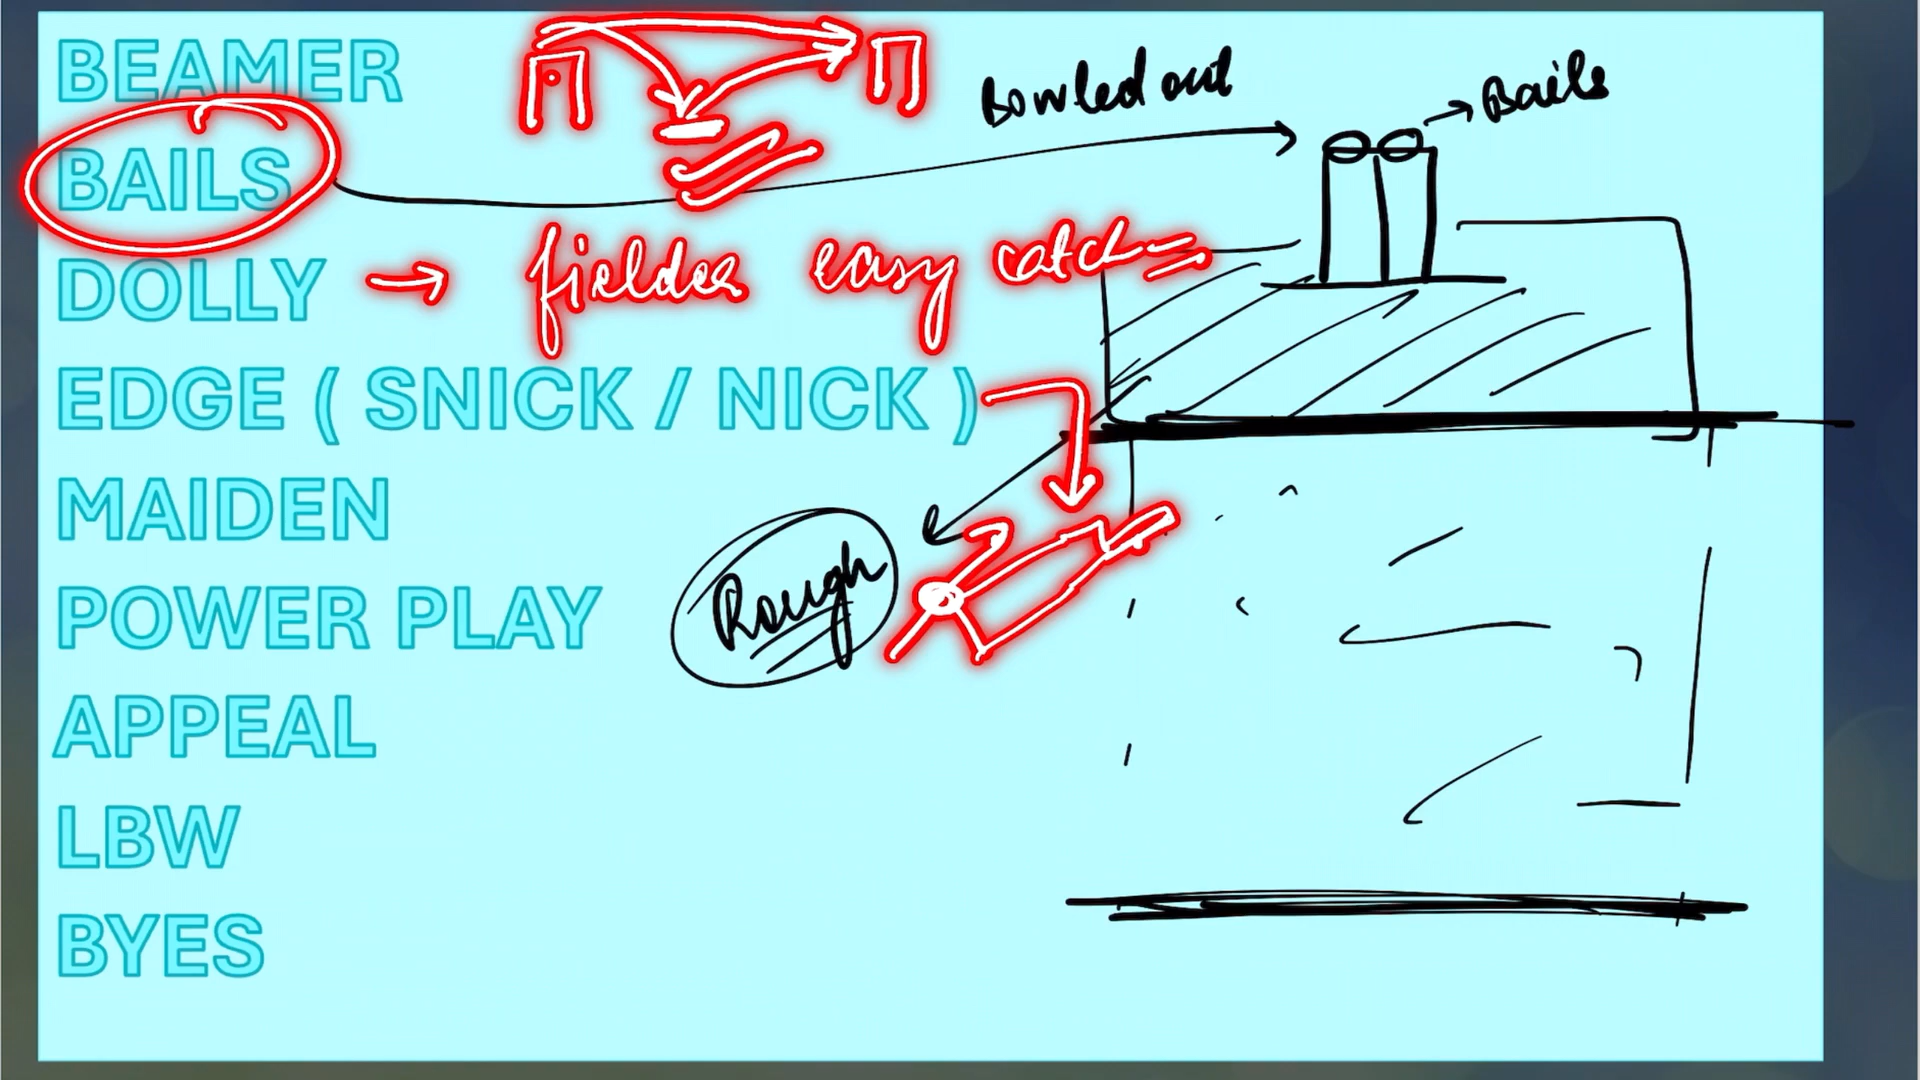 BEAMER
Bowled out
Bails
BAILS
DOLLY → fielder easy catch
EDGE ( SNICK / NICK )
MAIDEN
Rough
POWER PLAY
APPEAL
LBW
BYES